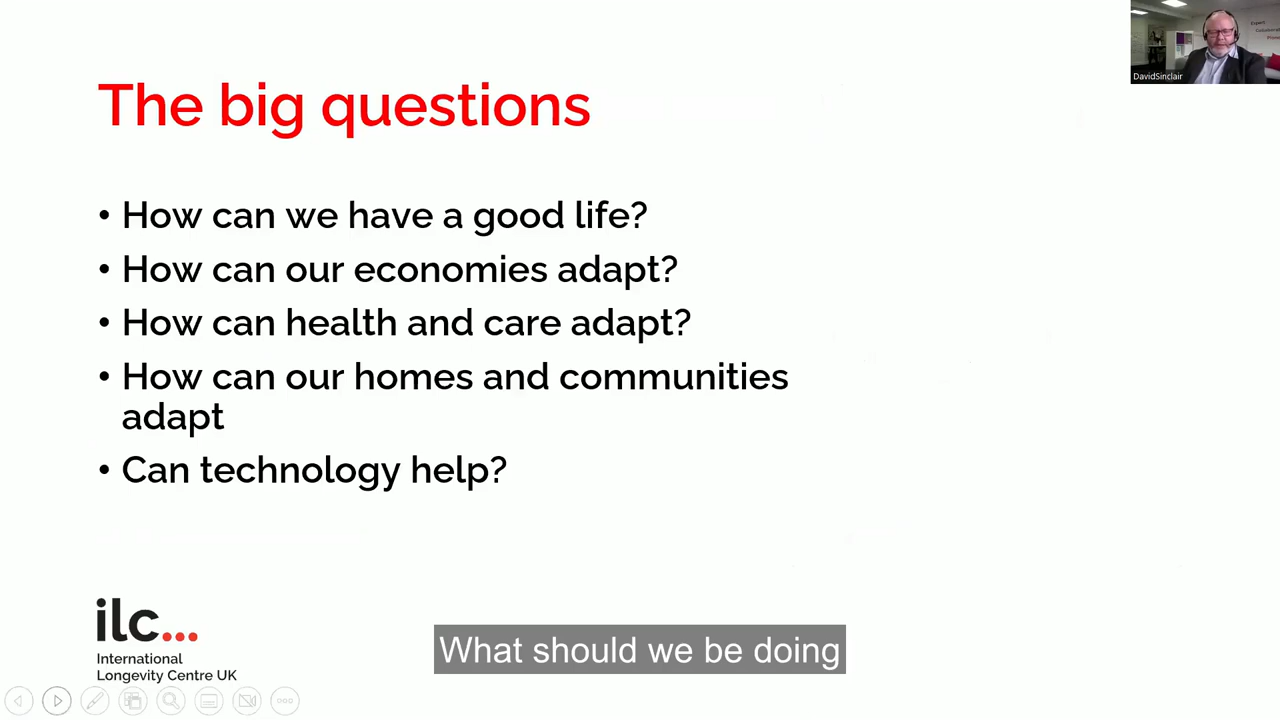 The big questions
• How can we have a good life?
• How can our economies adapt?
• How can health and care adapt?
• How can our homes and communities
adapt
• Can technology help?
ilc...
International
Longevity Centre UK
What should we be doing
DavidSinclair
Expert